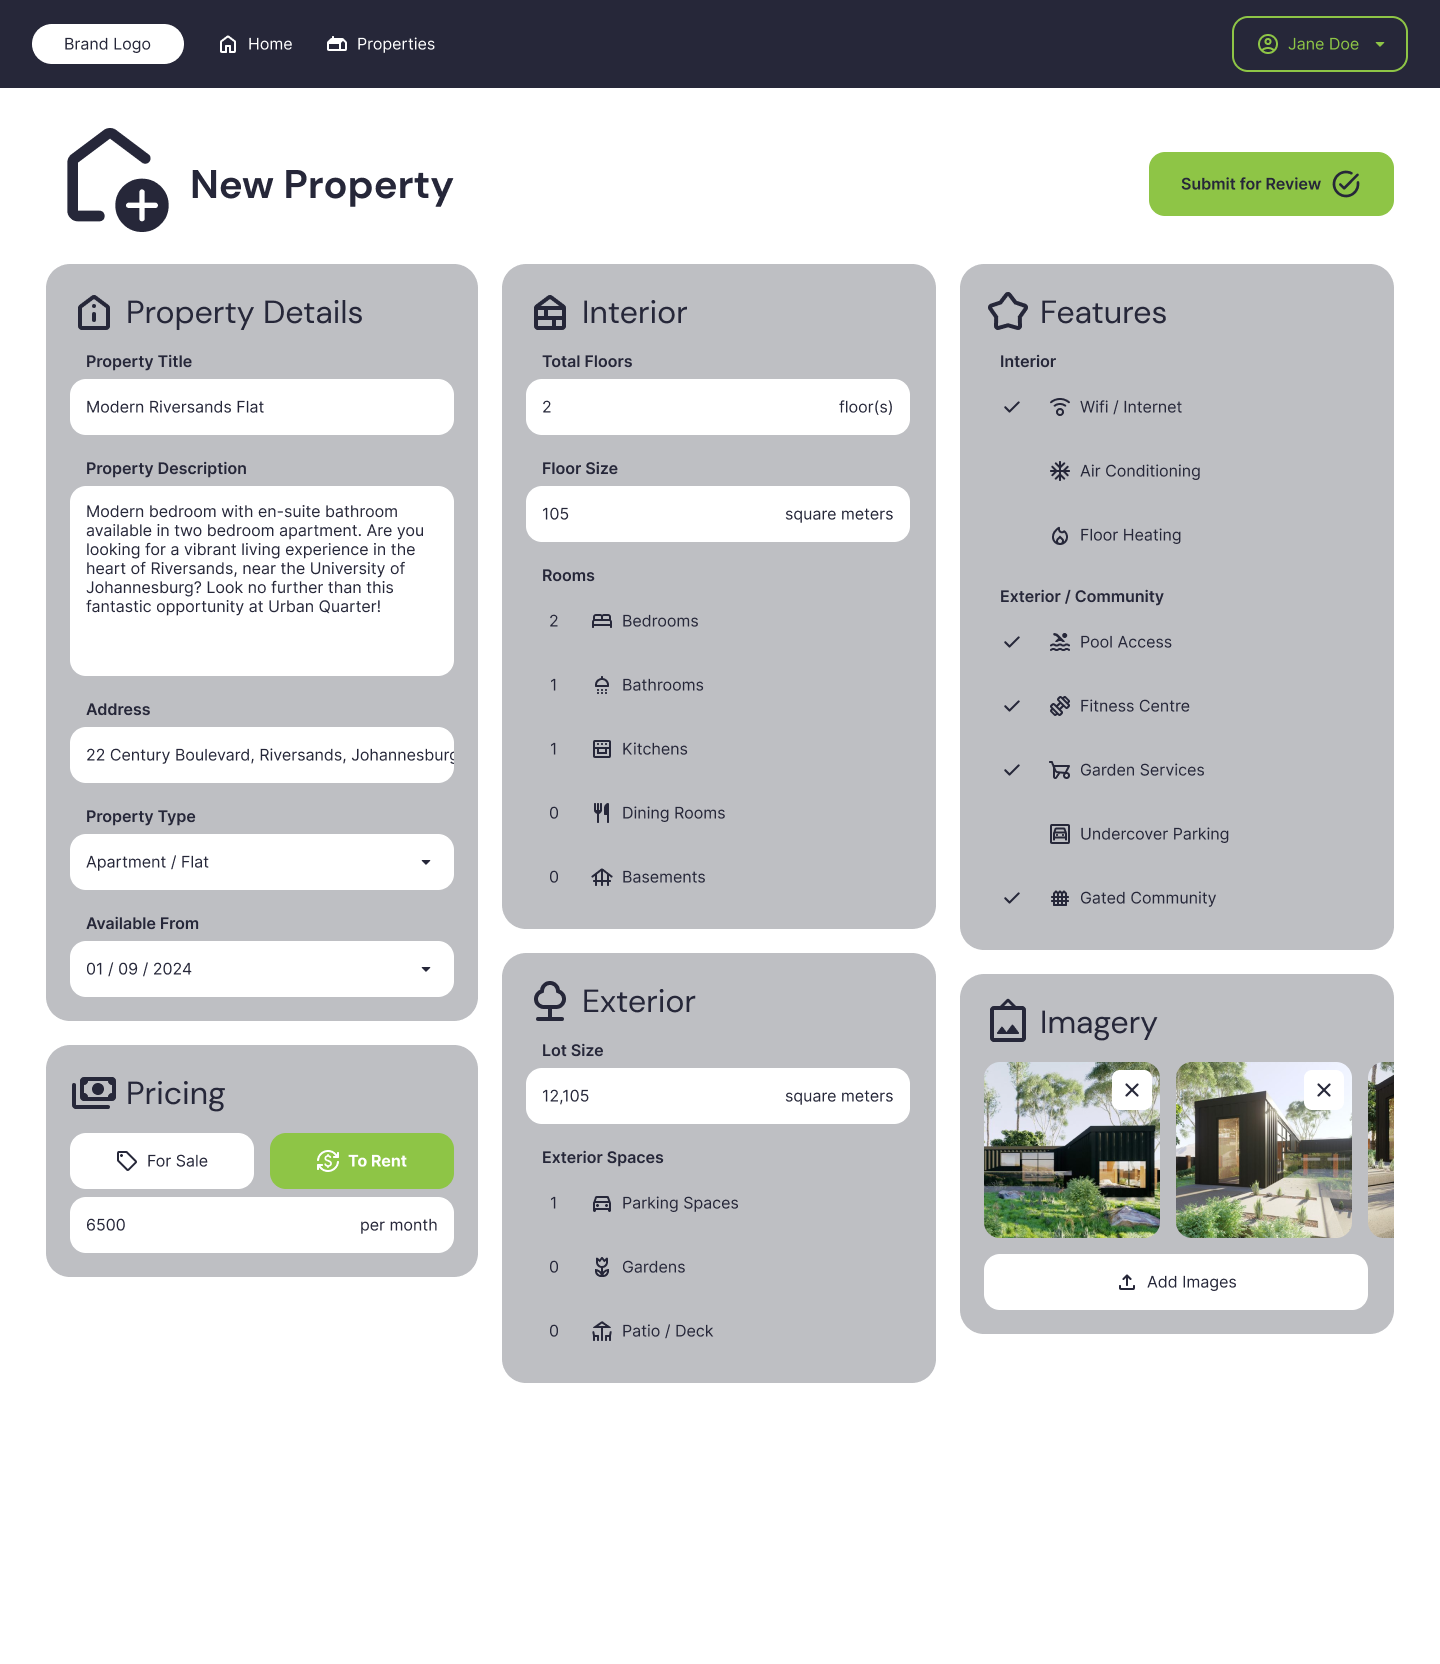 Brand Logo
Home
Properties
Jane Doe
New Property
Submit for Review
Property Details
Property Title
Modern Riversands Flat
Property Description
Modern bedroom with en-suite bathroom
available in two bedroom apartment. Are you
looking for a vibrant living experience in the
heart of Riversands, near the University of
Johannesburg? Look no further than this
fantastic opportunity at Urban Quarter!
Address
22 Century Boulevard, Riversands, Johannesburg
Property Type
Apartment / Flat
Available From
01 / 09 / 2024
Pricing
For Sale
To Rent
6500 per month
Interior
Total Floors
2 floor(s)
Floor Size
105 square meters
Rooms
2 Bedrooms
1 Bathrooms
1 Kitchens
0 Dining Rooms
0 Basements
Exterior
Lot Size
12,105 square meters
Exterior Spaces
1 Parking Spaces
0 Gardens
0 Patio / Deck
Features
Interior
Wifi / Internet
Air Conditioning
Floor Heating
Exterior / Community
Pool Access
Fitness Centre
Garden Services
Undercover Parking
Gated Community
Imagery
Add Images